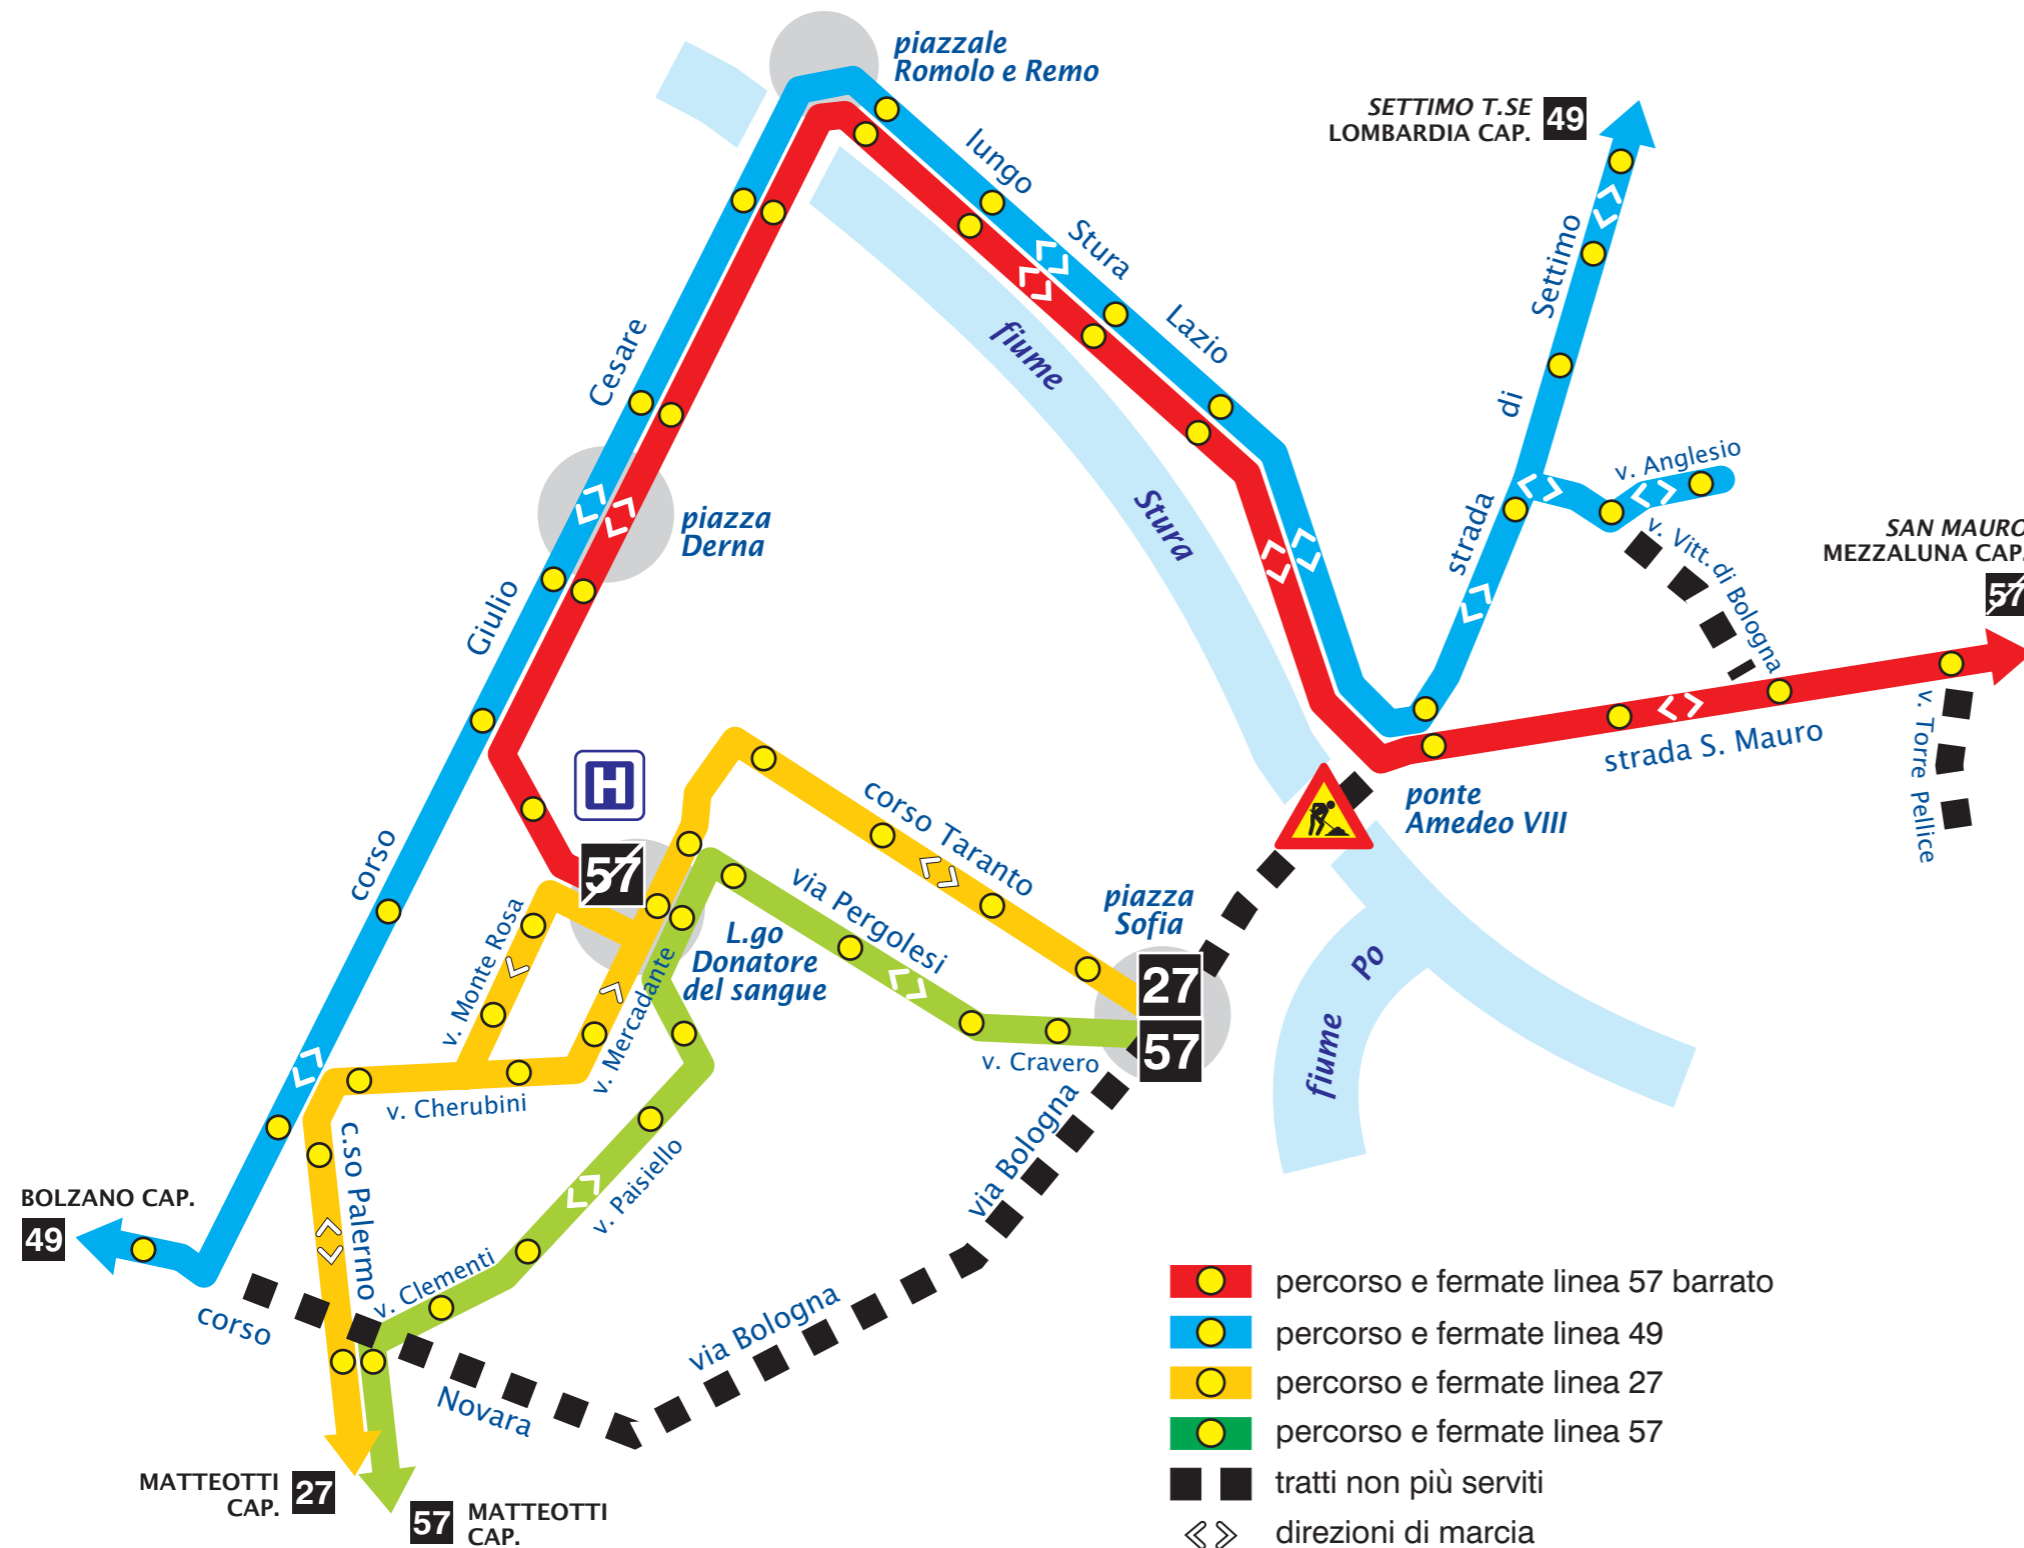 piazzale
Romolo e Remo
SETTIMO T.SE
LOMBARDIA CAP.
49
lungo
Stura
Lazio
fiume
Stura
strada
di
Settimo
v. Anglesio
v. Vitt.di Bologna
SAN MAURO
MEZZALUNA CAP.
57
corso
Giulio
Cesare
piazza
Derna
H
57
strada S. Mauro
v. Torre Pellice
ponte
Amedeo VIII
corso Taranto
via Pergolesi
piazza
Sofia
27
57
L.go
Donatore
del sangue
v. Monte Rosa
v. Mercadante
v. Cravero
v. Cherubini
fiume
Po
via Bologna
c.so Palermo
v. Paisiello
v. Clementi
BOLZANO CAP.
49
corso
Novara
via Bologna
MATTEOTTI
CAP.
27
57
MATTEOTTI
CAP.
percorso e fermate linea 57 barrato
percorso e fermate linea 49
percorso e fermate linea 27
percorso e fermate linea 57
tratti non più serviti
direzioni di marcia